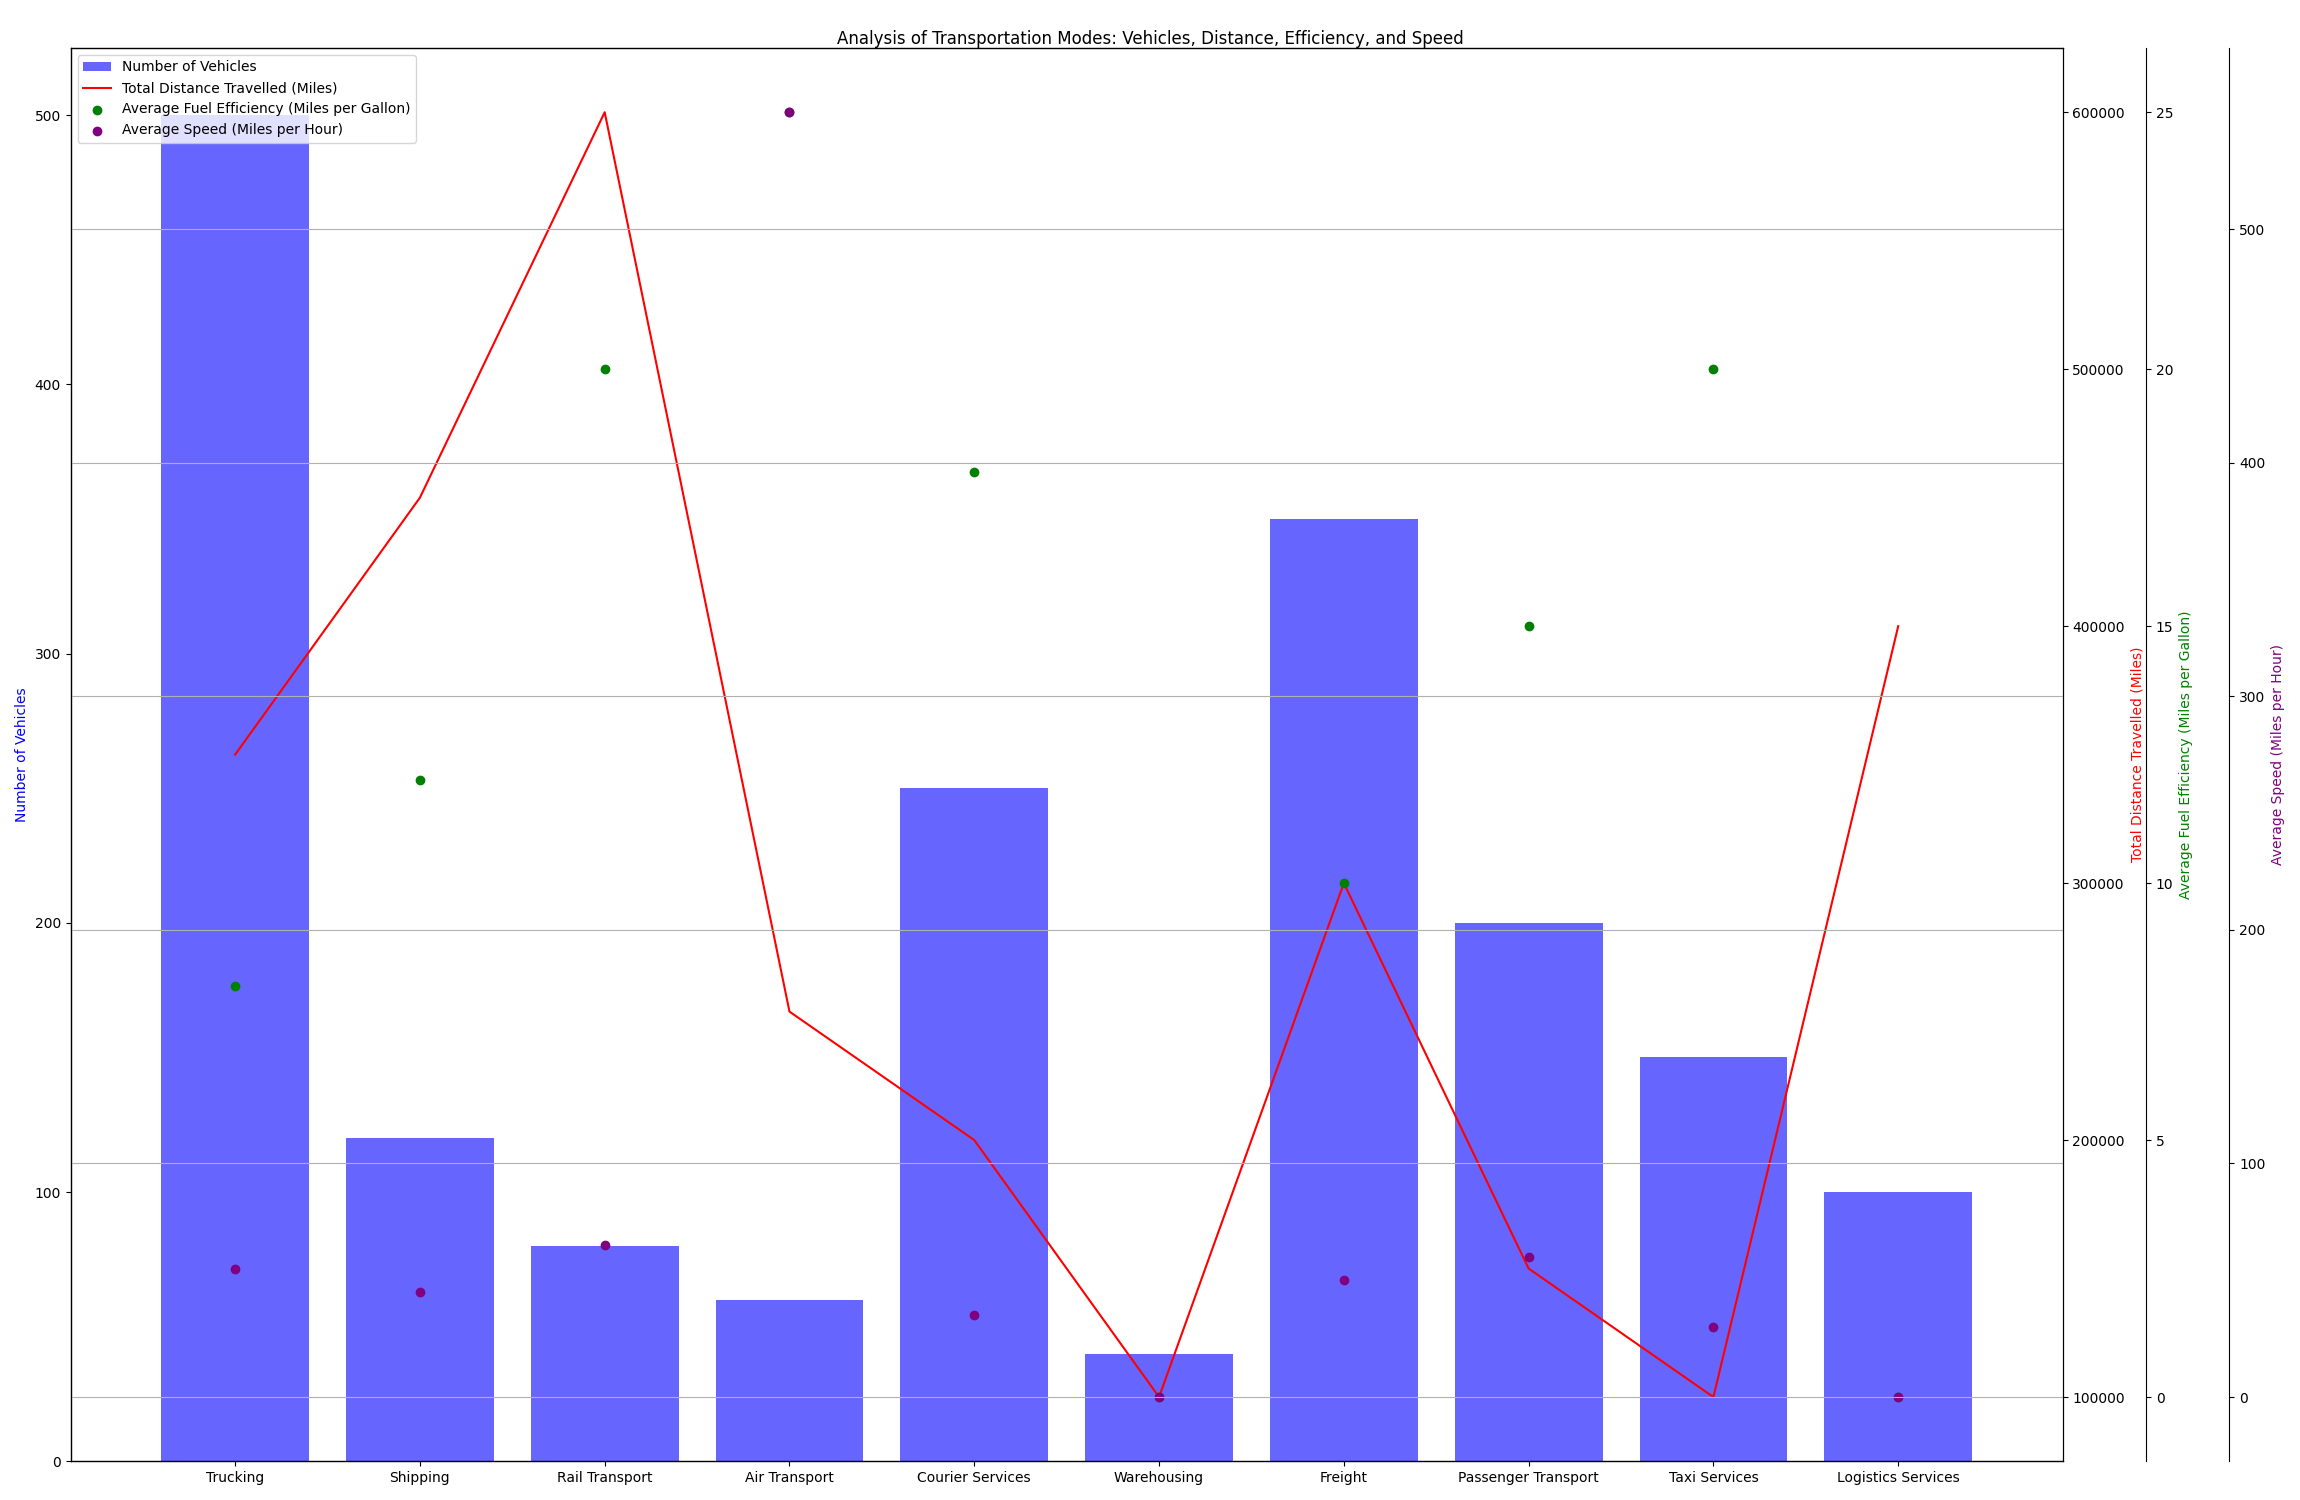 Analysis of Transportation Modes: Vehicles, Distance, Efficiency, and Speed
Number of Vehicles
Total Distance Travelled (Miles)
Average Fuel Efficiency (Miles per Gallon)
Average Speed (Miles per Hour)
Number of Vehicles
500
400
300
200
100
0
Trucking
Shipping
Rail Transport
Air Transport
Courier Services
Warehousing
Freight
Passenger Transport
Taxi Services
Logistics Services
600000
500000
400000
300000
200000
100000
Total Distance Travelled (Miles)
25
20
15
10
5
0
Average Fuel Efficiency (Miles per Gallon)
500
400
300
200
100
0
Average Speed (Miles per Hour)